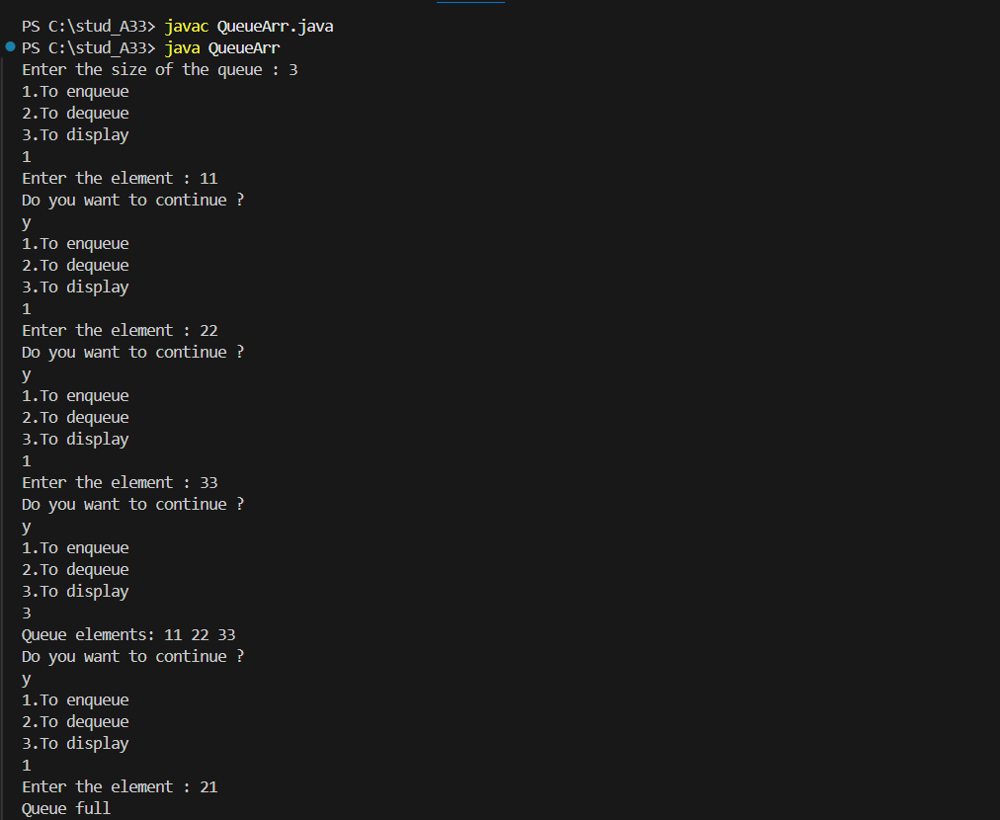 PS C:\stud_A33> javac QueueArr.java
PS C:\stud_A33> java QueueArr
Enter the size of the queue : 3
1.To enqueue
2.To dequeue
3.To display
1
Enter the element : 11
Do you want to continue ?
y
1.To enqueue
2.To dequeue
3.To display
1
Enter the element : 22
Do you want to continue ?
y
1.To enqueue
2.To dequeue
3.To display
1
Enter the element : 33
Do you want to continue ?
y
1.To enqueue
2.To dequeue
3.To display
3
Queue elements: 11 22 33
Do you want to continue ?
y
1.To enqueue
2.To dequeue
3.To display
1
Enter the element : 21
Queue full